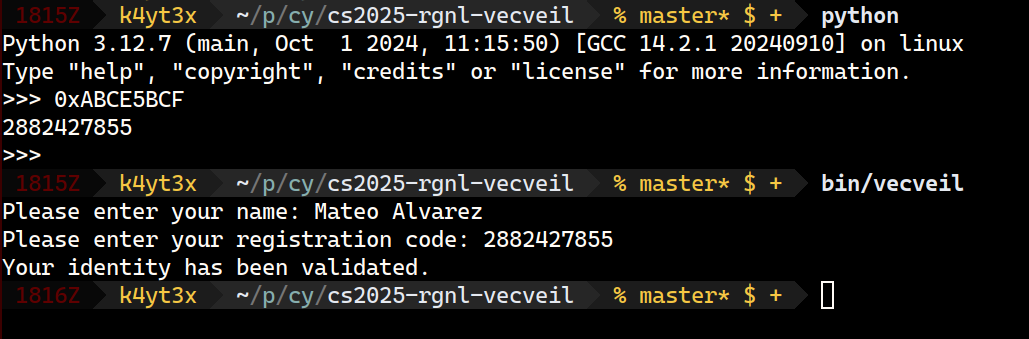 1815Z k4yt3x ~/p/cy/cs2025-rgnl-vecveil % master* $ + python
Python 3.12.7 (main, Oct  1 2024, 11:15:50) [GCC 14.2.1 20240910] on linux
Type "help", "copyright", "credits" or "license" for more information.
>>> 0xABCE5BCF
2882427855
>>>
1815Z k4yt3x ~/p/cy/cs2025-rgnl-vecveil % master* $ + bin/vecveil
Please enter your name: Mateo Alvarez
Please enter your registration code: 2882427855
Your identity has been validated.
1816Z k4yt3x ~/p/cy/cs2025-rgnl-vecveil % master* $ +